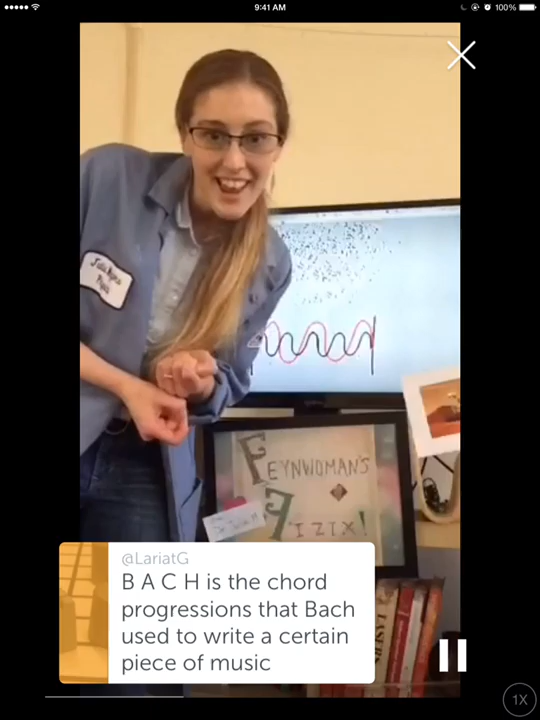 9:41 AM
100%
FEYNWOMAN'S
FIZIX!
@LariatG
B A C H is the chord
progressions that Bach
used to write a certain
piece of music
LASERS
1X